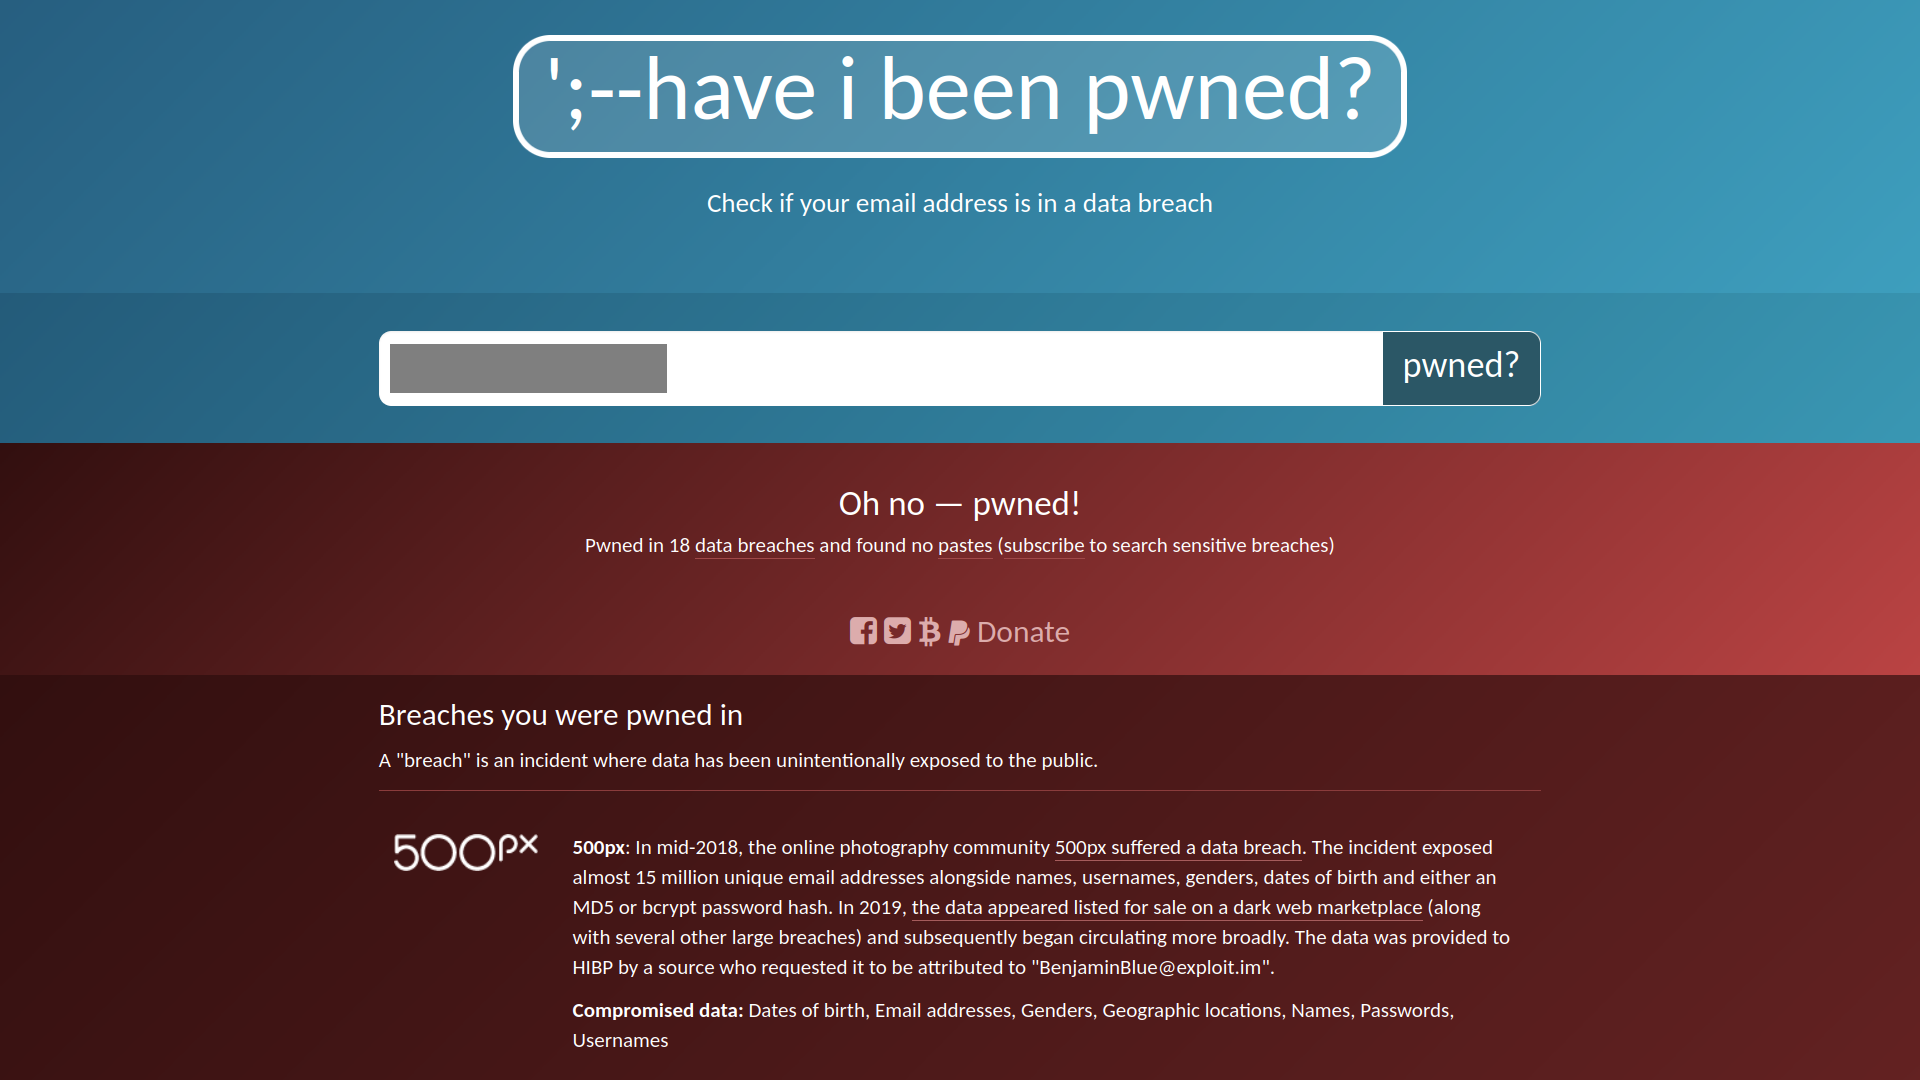 ';--have i been pwned?
Check if your email address is in a data breach
pwned?
Oh no — pwned!
Pwned in 18 data breaches and found no pastes (subscribe to search sensitive breaches)
Donate
Breaches you were pwned in
A "breach" is an incident where data has been unintentionally exposed to the public.
500px
500px: In mid-2018, the online photography community 500px suffered a data breach. The incident exposed
almost 15 million unique email addresses alongside names, usernames, genders, dates of birth and either an
MD5 or bcrypt password hash. In 2019, the data appeared listed for sale on a dark web marketplace (along
with several other large breaches) and subsequently began circulating more broadly. The data was provided to
HIBP by a source who requested it to be attributed to "BenjaminBlue@exploit.im".
Compromised data: Dates of birth, Email addresses, Genders, Geographic locations, Names, Passwords,
Usernames